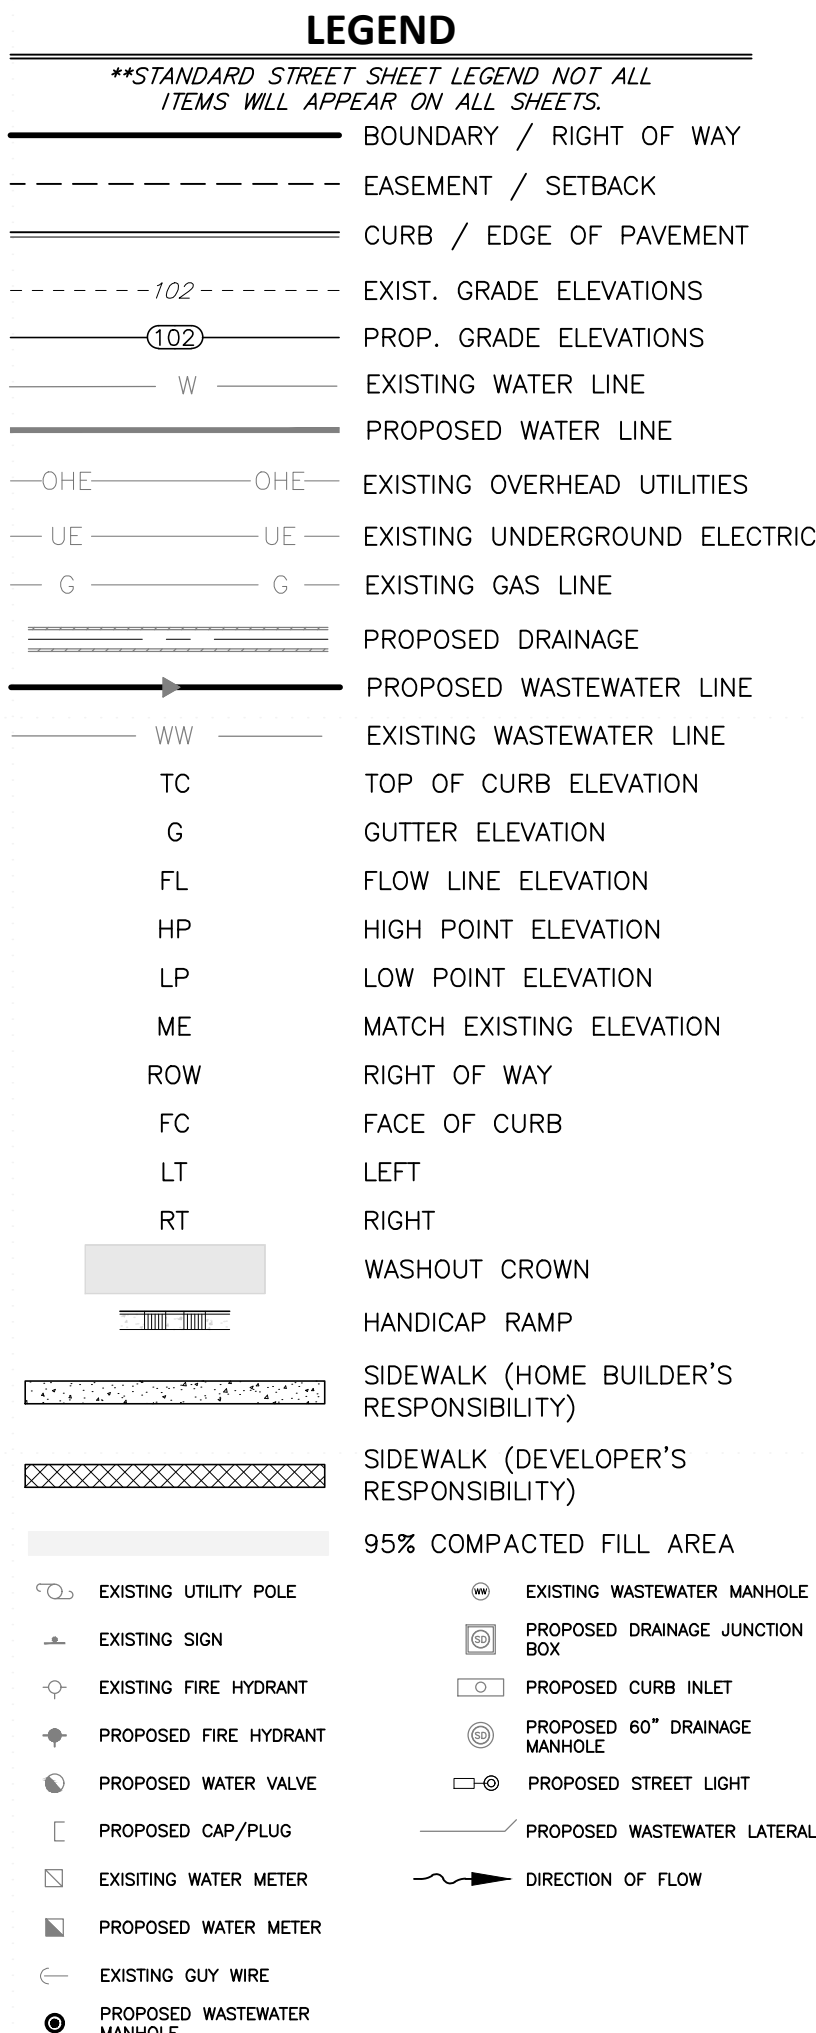 LEGEND
**STANDARD STREET SHEET LEGEND NOT ALL
ITEMS WILL APPEAR ON ALL SHEETS.
BOUNDARY / RIGHT OF WAY
EASEMENT / SETBACK
CURB / EDGE OF PAVEMENT
102 EXIST. GRADE ELEVATIONS
102 PROP. GRADE ELEVATIONS
W EXISTING WATER LINE
PROPOSED WATER LINE
OHE OHE EXISTING OVERHEAD UTILITIES
UE UE EXISTING UNDERGROUND ELECTRIC
G G EXISTING GAS LINE
PROPOSED DRAINAGE
PROPOSED WASTEWATER LINE
WW EXISTING WASTEWATER LINE
TC TOP OF CURB ELEVATION
G GUTTER ELEVATION
FL FLOW LINE ELEVATION
HP HIGH POINT ELEVATION
LP LOW POINT ELEVATION
ME MATCH EXISTING ELEVATION
ROW RIGHT OF WAY
FC FACE OF CURB
LT LEFT
RT RIGHT
WASHOUT CROWN
HANDICAP RAMP
SIDEWALK (HOME BUILDER'S
RESPONSIBILITY)
SIDEWALK (DEVELOPER'S
RESPONSIBILITY)
95% COMPACTED FILL AREA
EXISTING UTILITY POLE
EXISTING SIGN
EXISTING FIRE HYDRANT
PROPOSED FIRE HYDRANT
PROPOSED WATER VALVE
PROPOSED CAP/PLUG
EXISITING WATER METER
PROPOSED WATER METER
EXISTING GUY WIRE
PROPOSED WASTEWATER
MANHOLE
WW EXISTING WASTEWATER MANHOLE
SD PROPOSED DRAINAGE JUNCTION
BOX
PROPOSED CURB INLET
SD PROPOSED 60" DRAINAGE
MANHOLE
PROPOSED STREET LIGHT
PROPOSED WASTEWATER LATERAL
DIRECTION OF FLOW